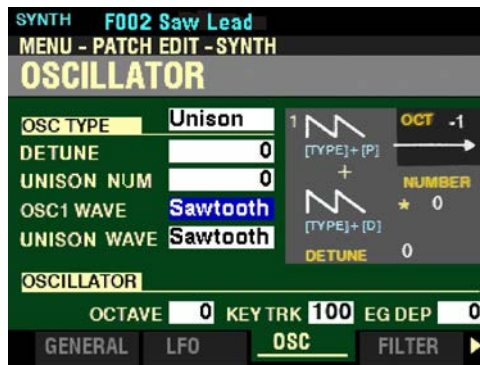 SYNTH F002 Saw Lead
MENU - PATCH EDIT - SYNTH
OSCILLATOR
OSC TYPE Unison
DETUNE 0
UNISON NUM 0
OSC1 WAVE Sawtooth
UNISON WAVE Sawtooth
1
[TYPE]+[P]
+
[TYPE]+[D]
DETUNE 0
OCT -1
NUMBER
★ 0
OSCILLATOR
OCTAVE 0 KEY TRK 100 EG DEP 0
GENERAL LFO OSC FILTER